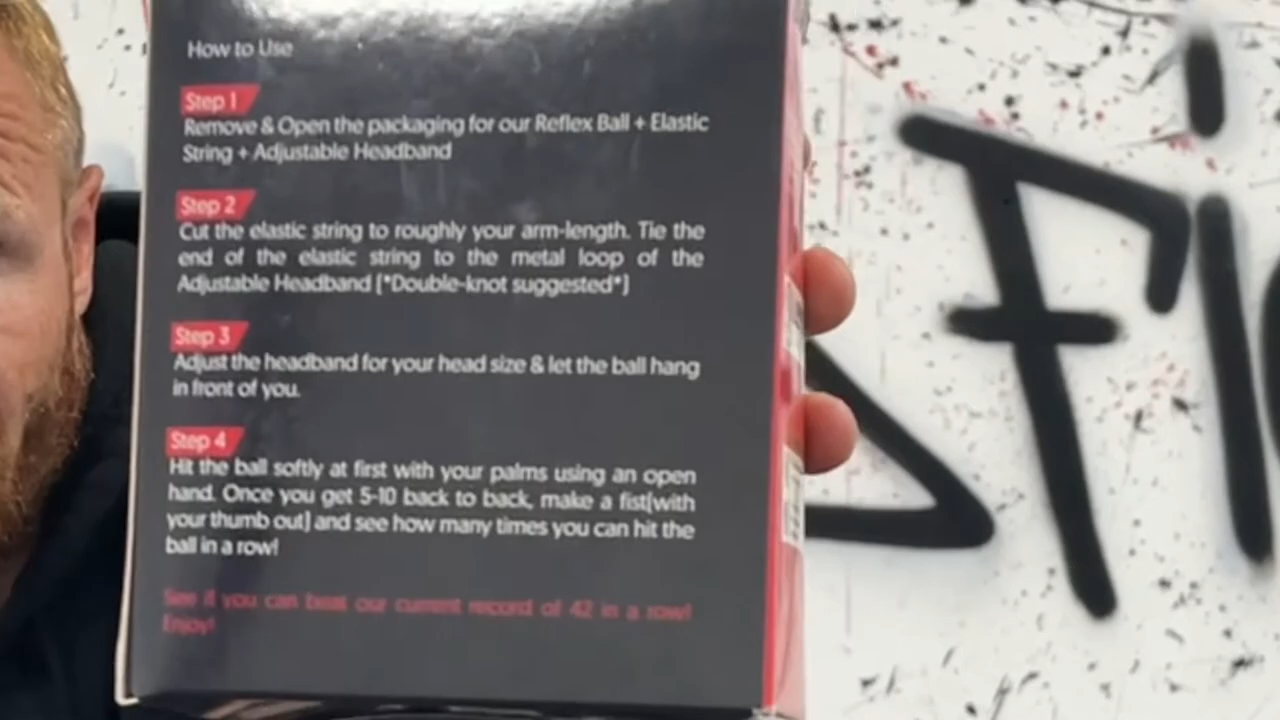 How to Use
Step 1
Remove & Open the packaging for our Reflex Ball + Elastic
String + Adjustable Headband
Step 2
Cut the elastic string to roughly your arm-length. Tie the
end of the elastic string to the metal loop of the
Adjustable Headband [*Double-knot suggested*]
Step 3
Adjust the headband for your head size & let the ball hang
in front of you.
Step 4
Hit the ball softly at first with your palms using an open
hand. Once you get 5-10 back to back, make a fist[with
your thumb out] and see how many times you can hit the
ball in a row!
See if you can beat our current record of 42 in a row!
Enjoy!